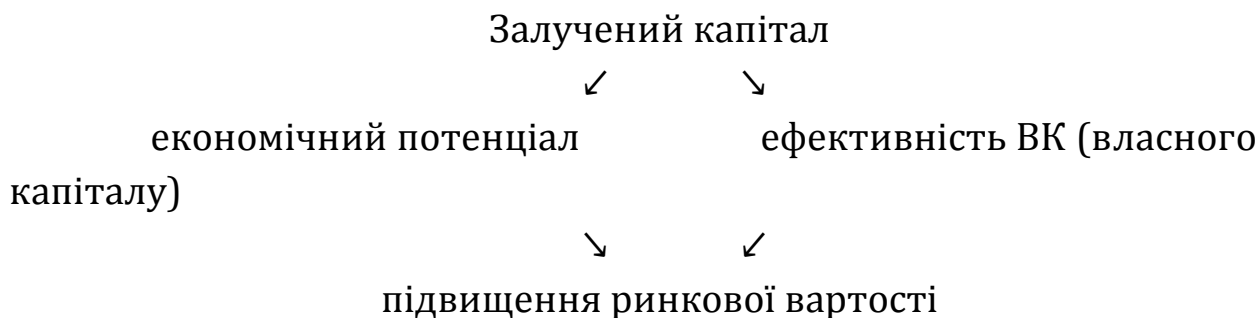 Залучений капітал
↙ ↘
економічний потенціал ефективність ВК (власного
капіталу)
↘ ↙
підвищення ринкової вартості